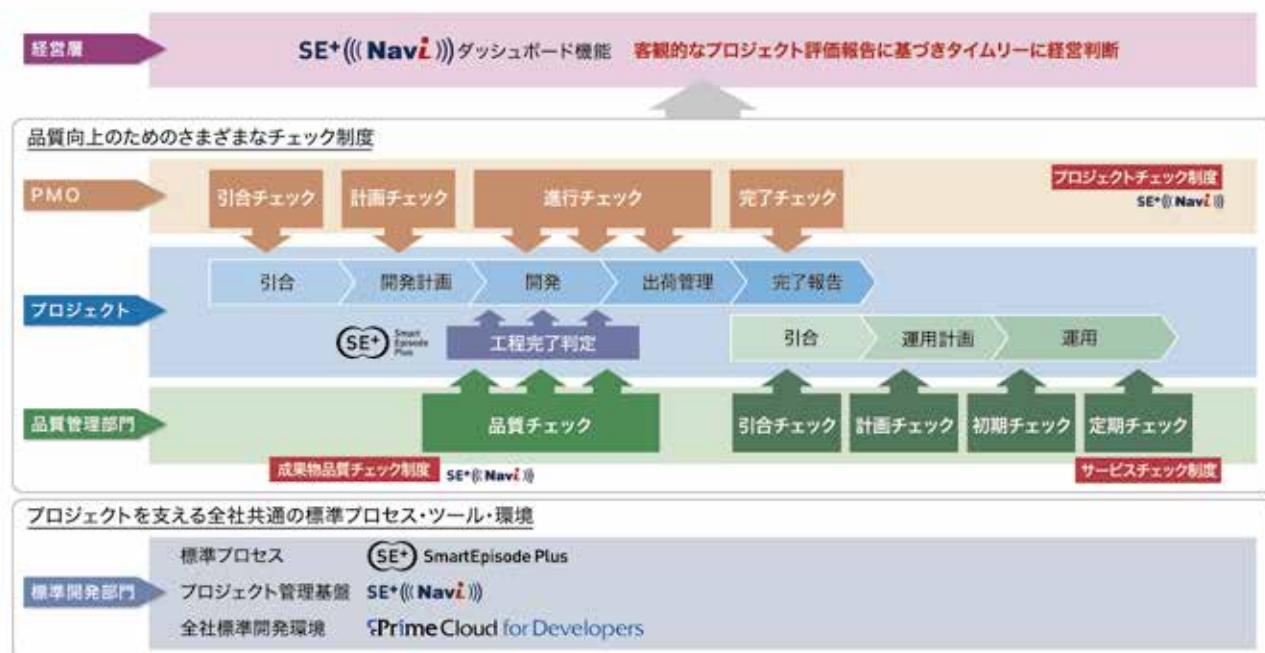 経営層
SE+(((Navi))) ダッシュボード機能 客観的なプロジェクト評価報告に基づきタイムリーに経営判断
品質向上のためのさまざまなチェック制度
PMO
引合チェック
計画チェック
進行チェック
完了チェック
プロジェクトチェック制度
SE+(((Navi)))
プロジェクト
引合
開発計画
開発
出荷管理
完了報告
SE+ Smart
Episode
Plus
工程完了判定
引合
運用計画
運用
品質管理部門
品質チェック
引合チェック
計画チェック
初期チェック
定期チェック
成果物品質チェック制度
SE+(((Navi)))
サービスチェック制度
プロジェクトを支える全社共通の標準プロセス・ツール・環境
標準開発部門
標準プロセス SE+ SmartEpisode Plus
プロジェクト管理基盤 SE+(((Navi)))
全社標準開発環境 PrimeCloud for Developers